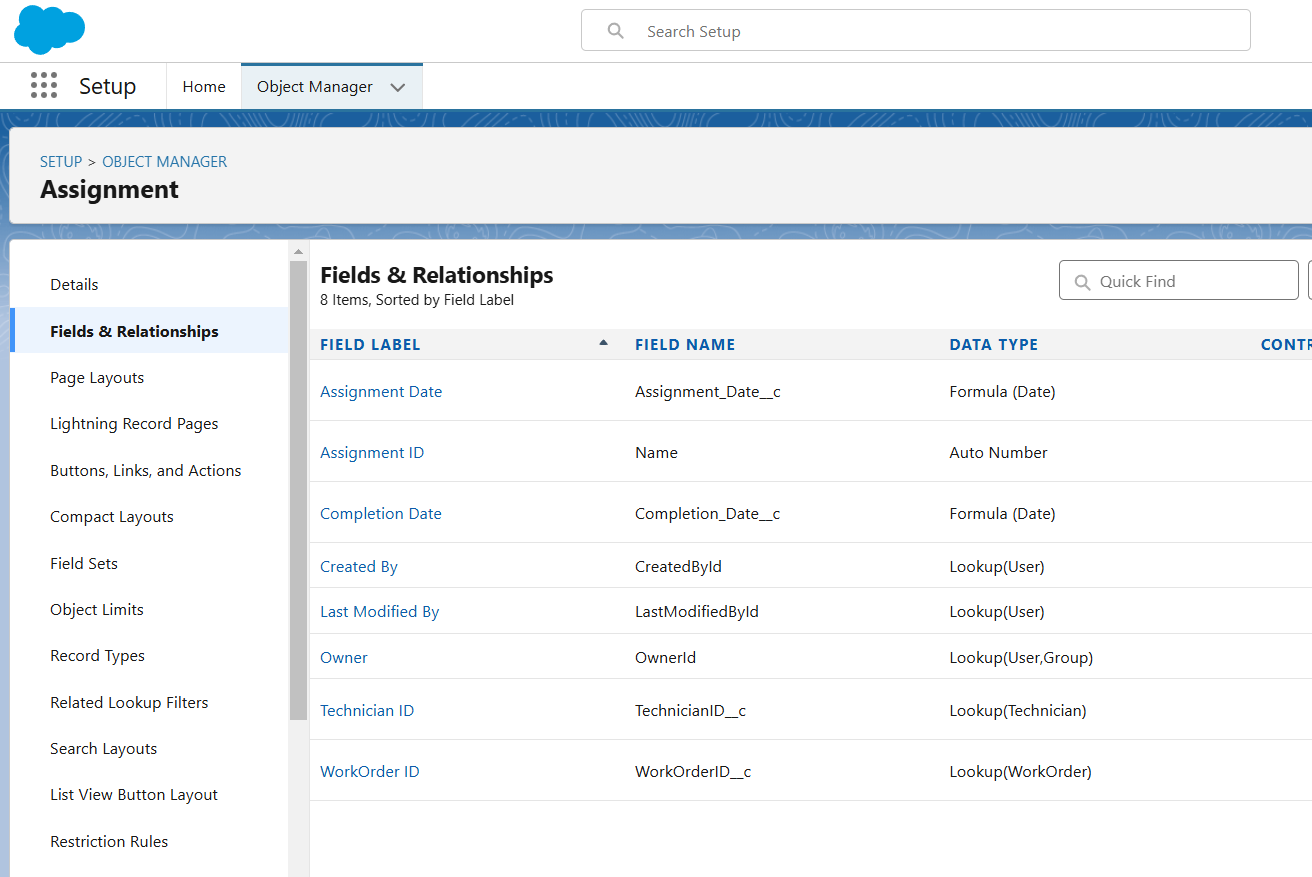 Search Setup
Setup
Home
Object Manager
SETUP > OBJECT MANAGER
Assignment
Details
Fields & Relationships
Page Layouts
Lightning Record Pages
Buttons, Links, and Actions
Compact Layouts
Field Sets
Object Limits
Record Types
Related Lookup Filters
Search Layouts
List View Button Layout
Restriction Rules
Fields & Relationships
8 Items, Sorted by Field Label
Quick Find
FIELD LABEL FIELD NAME DATA TYPE CONTR
Assignment Date Assignment_Date__c Formula (Date)
Assignment ID Name Auto Number
Completion Date Completion_Date__c Formula (Date)
Created By CreatedById Lookup(User)
Last Modified By LastModifiedById Lookup(User)
Owner OwnerId Lookup(User,Group)
Technician ID TechnicianID__c Lookup(Technician)
WorkOrder ID WorkOrderID__c Lookup(WorkOrder)